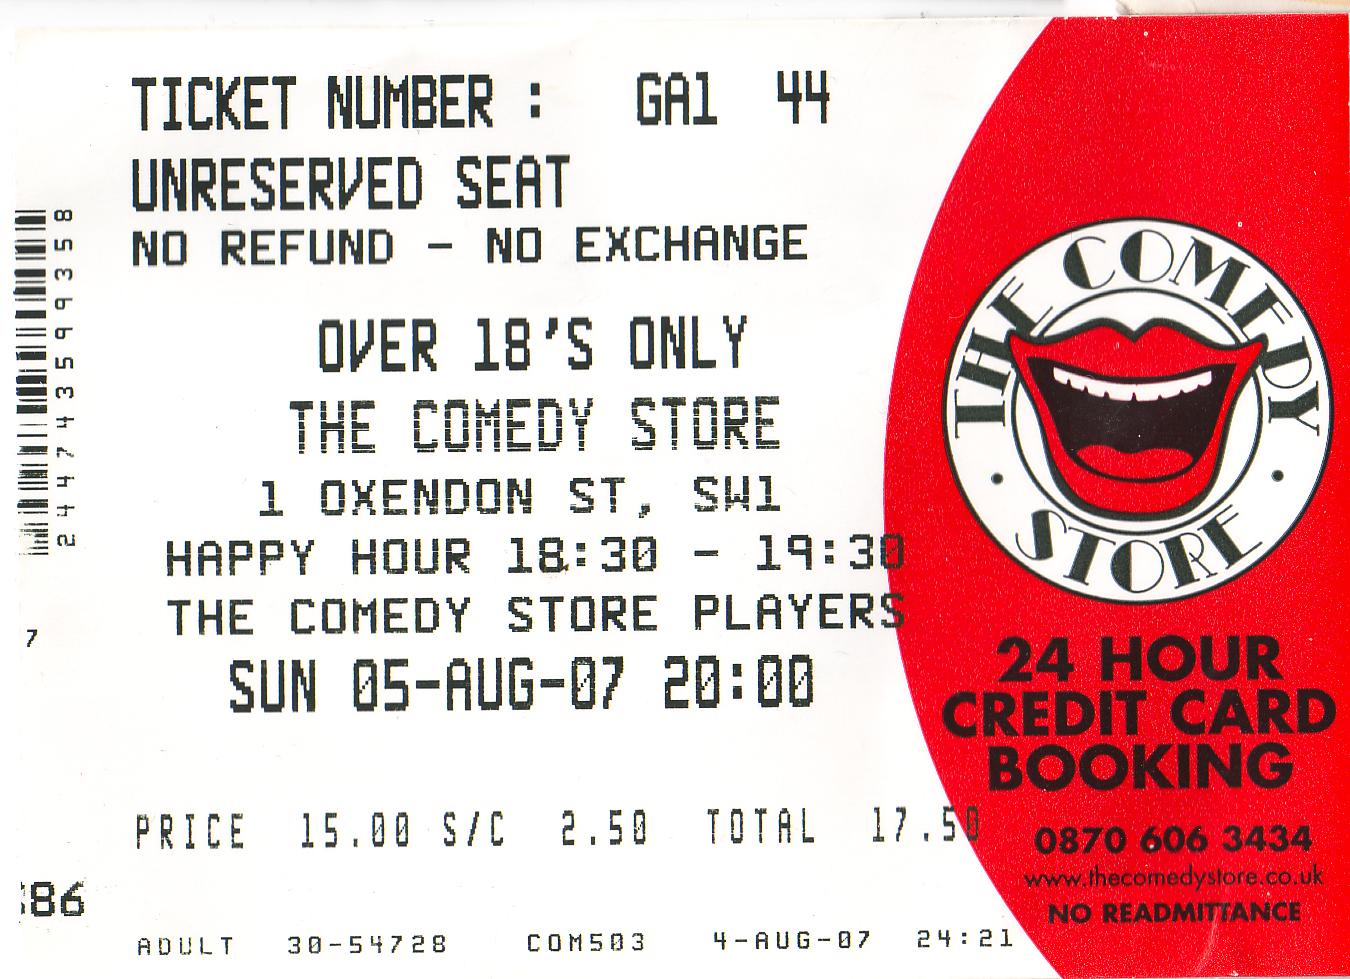 TICKET NUMBER : GA1 44
UNRESERVED SEAT
NO REFUND - NO EXCHANGE
OVER 18'S ONLY
THE COMEDY STORE
1 OXENDON ST, SW1
HAPPY HOUR 18:30 - 19:30
THE COMEDY STORE PLAYERS
SUN 05-AUG-07 20:00
PRICE 15.00 S/C 2.50 TOTAL 17.50
ADULT 30-54728 COM503 4-AUG-07 24:21
2447435999358
7
86
THE COMEDY
STORE
24 HOUR
CREDIT CARD
BOOKING
0870 606 3434
www.thecomedystore.co.uk
NO READMITTANCE